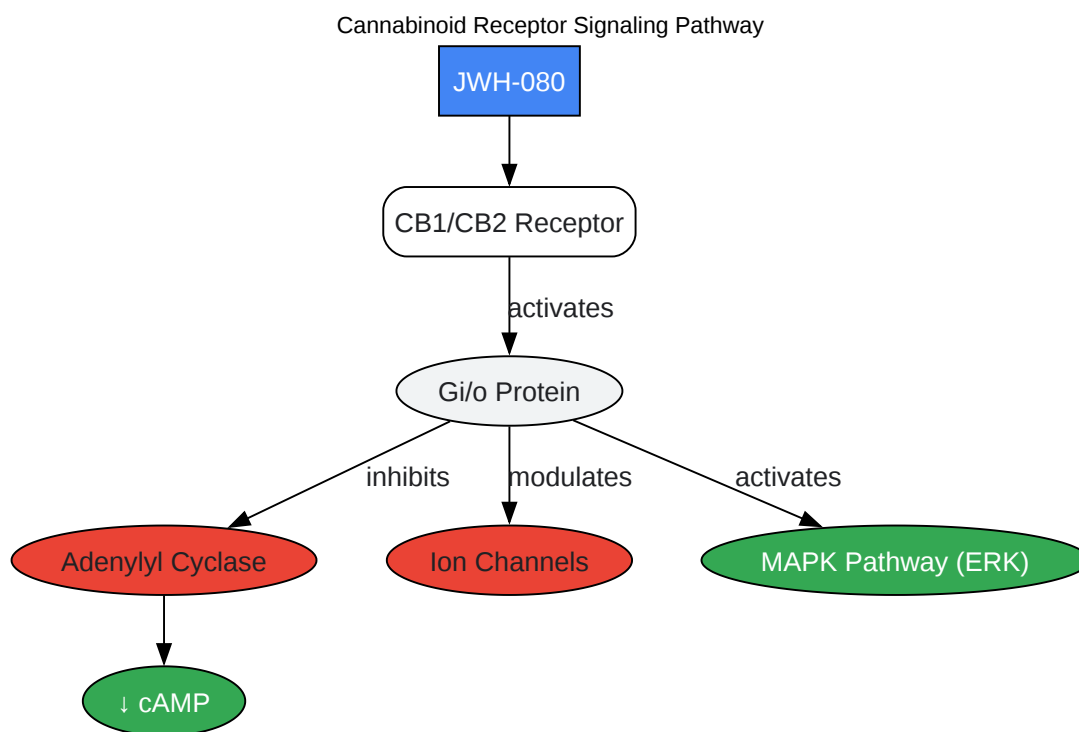 Cannabinoid Receptor Signaling Pathway
JWH-080
CB1/CB2 Receptor
activates
Gi/o Protein
inhibits
modulates
activates
Adenylyl Cyclase
Ion Channels
MAPK Pathway (ERK)
↓ cAMP